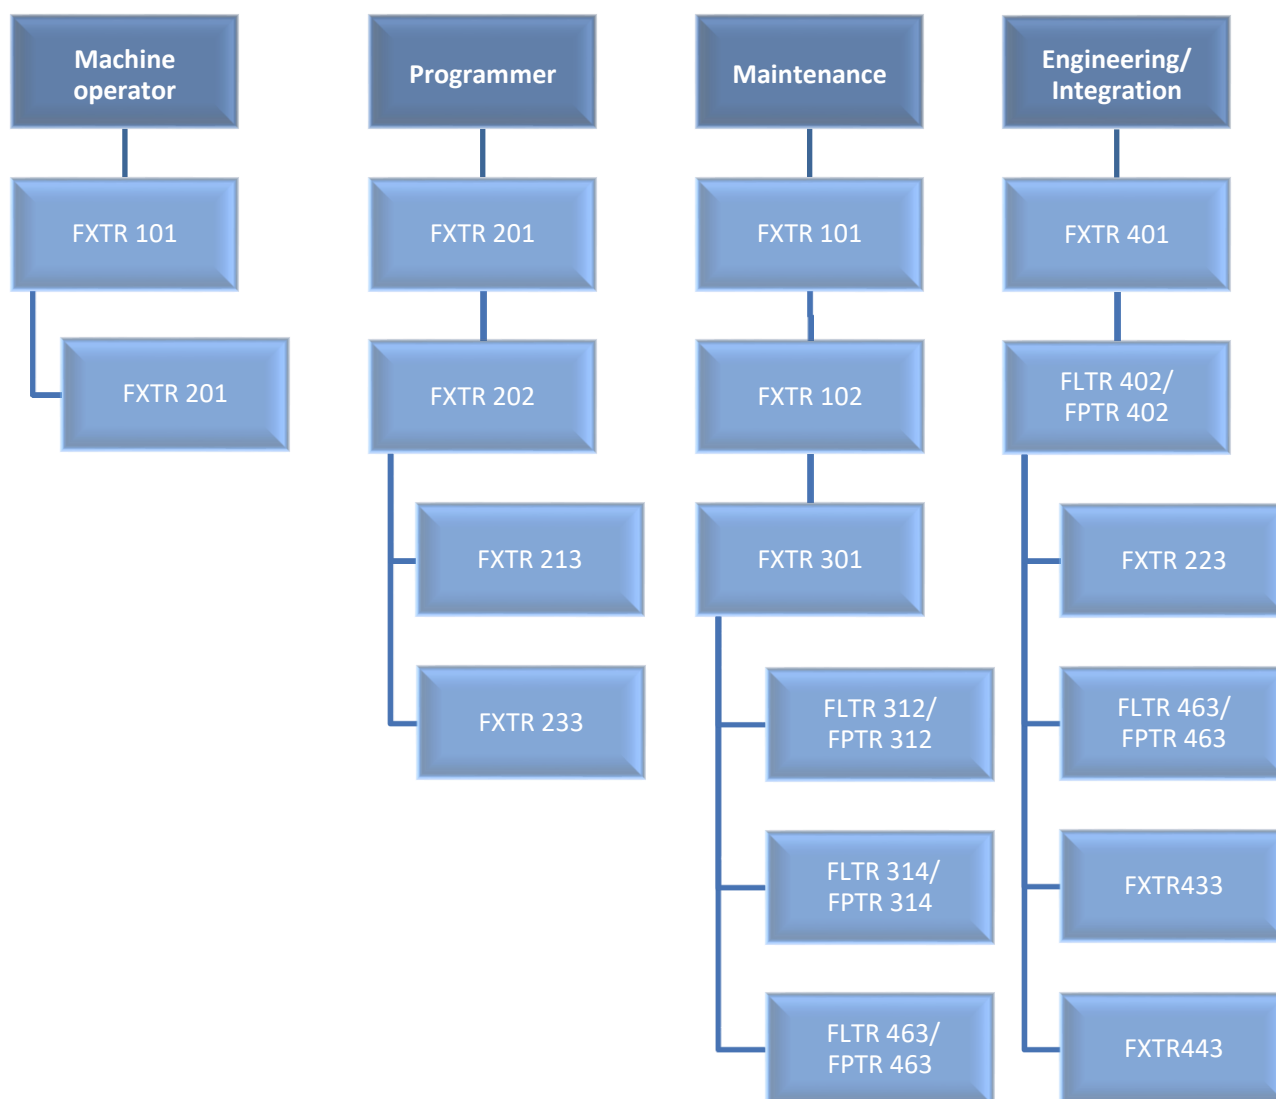 Machine
operator
FXTR 101
FXTR 201
Programmer
FXTR 201
FXTR 202
FXTR 213
FXTR 233
Maintenance
FXTR 101
FXTR 102
FXTR 301
FLTR 312/
FPTR 312
FLTR 314/
FPTR 314
FLTR 463/
FPTR 463
Engineering/
Integration
FXTR 401
FLTR 402/
FPTR 402
FXTR 223
FLTR 463/
FPTR 463
FXTR433
FXTR443